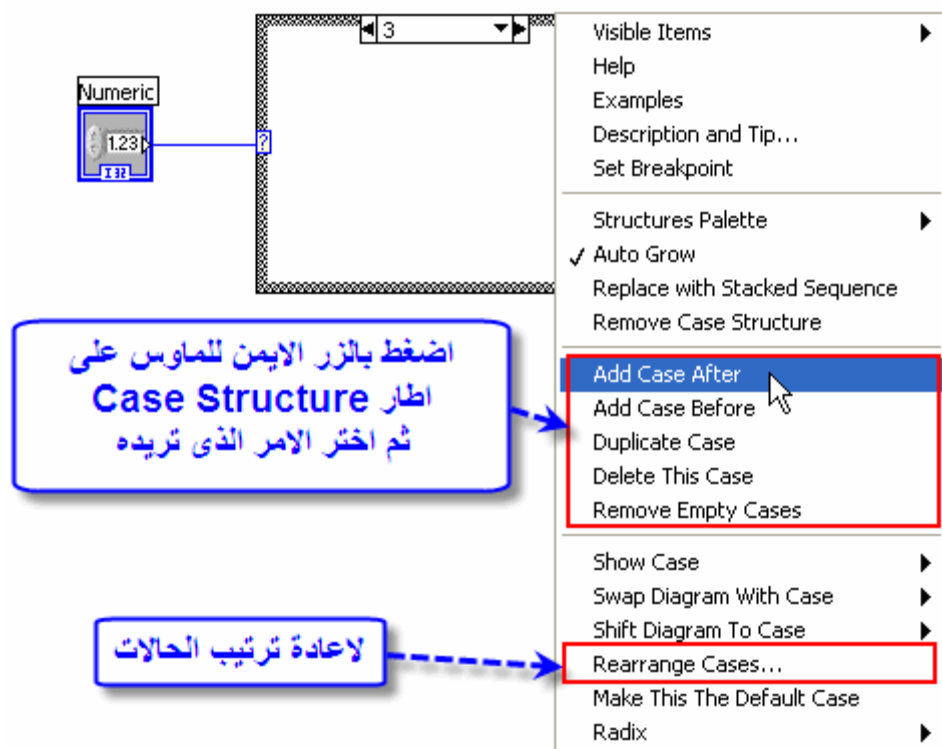 3
Numeric
1.23
I32
?
Visible Items
Help
Examples
Description and Tip...
Set Breakpoint
Structures Palette
Auto Grow
Replace with Stacked Sequence
Remove Case Structure
Add Case After
Add Case Before
Duplicate Case
Delete This Case
Remove Empty Cases
Show Case
Swap Diagram With Case
Shift Diagram To Case
Rearrange Cases...
Make This The Default Case
Radix
اضغط بالزر الايمن للماوس على
اطار Case Structure
ثم اختر الامر الذى تريده
لاعادة ترتيب الحالات